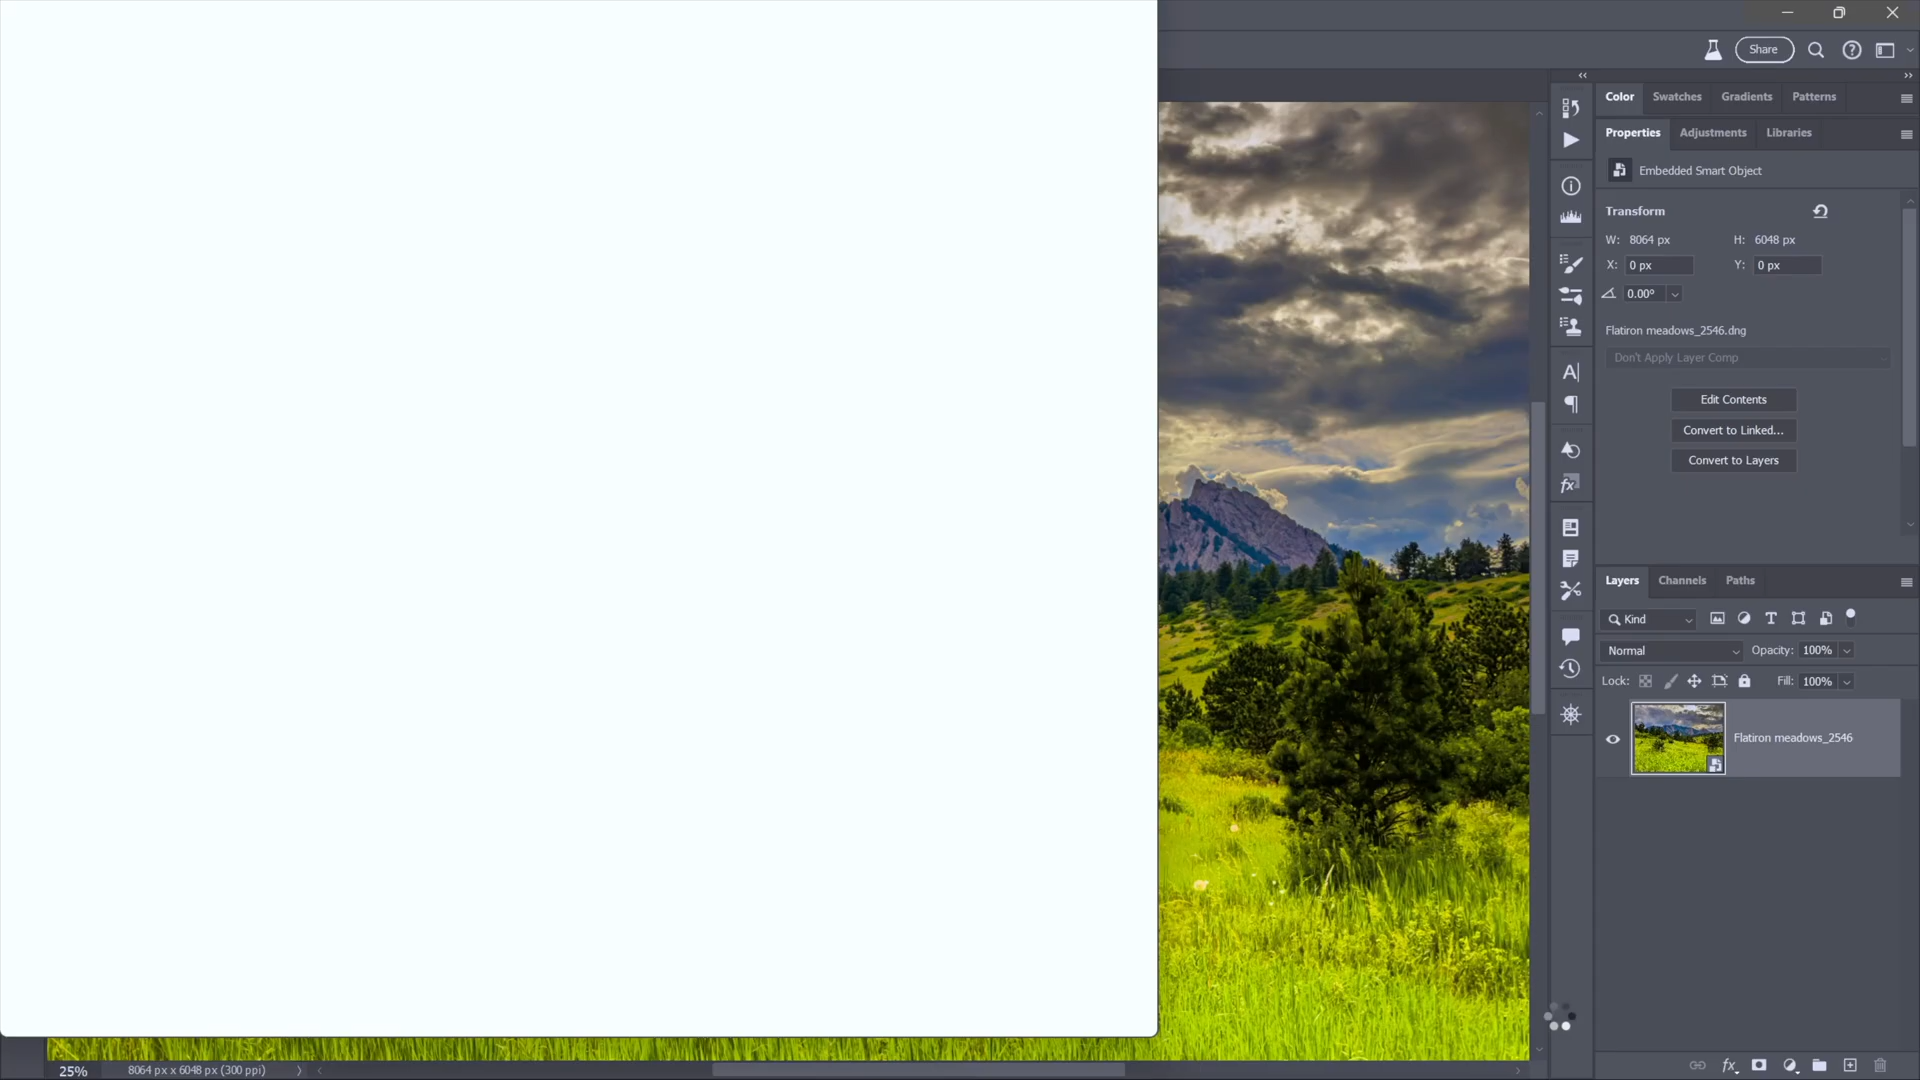 Share
Color Swatches Gradients Patterns
Properties Adjustments Libraries
Embedded Smart Object
Transform
W: 8064 px H: 6048 px
X: 0 px Y: 0 px
0.00°
Flatiron meadows_2546.dng
Don't Apply Layer Comp
Edit Contents
Convert to Linked...
Convert to Layers
Layers Channels Paths
Kind
Normal Opacity: 100%
Lock: Fill: 100%
Flatiron meadows_2546
25% 8064 px x 6048 px (300 ppi)